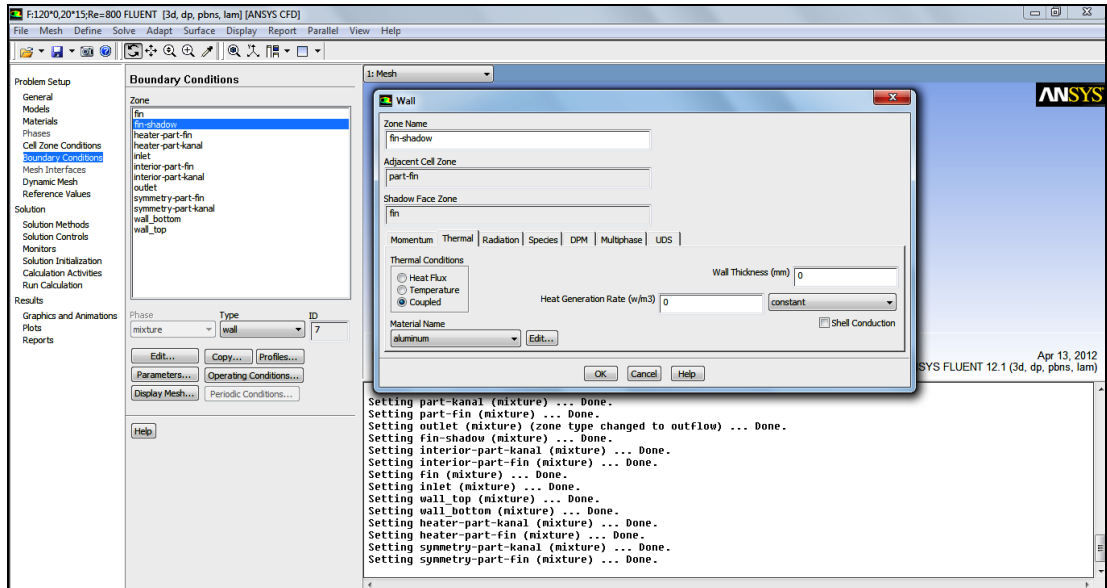 F:120*0,20*15;Re=800 FLUENT [3d, dp, pbns, lam] [ANSYS CFD]
File Mesh Define Solve Adapt Surface Display Report Parallel View Help
Problem Setup
General
Models
Materials
Phases
Cell Zone Conditions
Boundary Conditions
Mesh Interfaces
Dynamic Mesh
Reference Values
Solution
Solution Methods
Solution Controls
Monitors
Solution Initialization
Calculation Activities
Run Calculation
Results
Graphics and Animations
Plots
Reports
Boundary Conditions
Zone
fin
fin-shadow
heater-part-fin
heater-part-kanal
inlet
interior-part-fin
interior-part-kanal
outlet
symmetry-part-fin
symmetry-part-kanal
wall_bottom
wall_top
Phase Type ID
mixture wall 7
Edit... Copy... Profiles...
Parameters... Operating Conditions...
Display Mesh... Periodic Conditions...
Help
1: Mesh
ANSYS
Wall
Zone Name
fin-shadow
Adjacent Cell Zone
part-fin
Shadow Face Zone
fin
Momentum Thermal Radiation Species DPM Multiphase UDS
Thermal Conditions
Heat Flux
Temperature
Coupled
Wall Thickness (mm) 0
Heat Generation Rate (w/m3) 0 constant
Shell Conduction
Material Name
aluminum Edit...
OK Cancel Help
Apr 13, 2012
SYS FLUENT 12.1 (3d, dp, pbns, lam)
Setting part-kanal (mixture) ... Done.
Setting part-fin (mixture) ... Done.
Setting outlet (mixture) (zone type changed to outflow) ... Done.
Setting fin-shadow (mixture) ... Done.
Setting interior-part-kanal (mixture) ... Done.
Setting interior-part-fin (mixture) ... Done.
Setting fin (mixture) ... Done.
Setting inlet (mixture) ... Done.
Setting wall_top (mixture) ... Done.
Setting wall_bottom (mixture) ... Done.
Setting heater-part-kanal (mixture) ... Done.
Setting heater-part-fin (mixture) ... Done.
Setting symmetry-part-kanal (mixture) ... Done.
Setting symmetry-part-fin (mixture) ... Done.